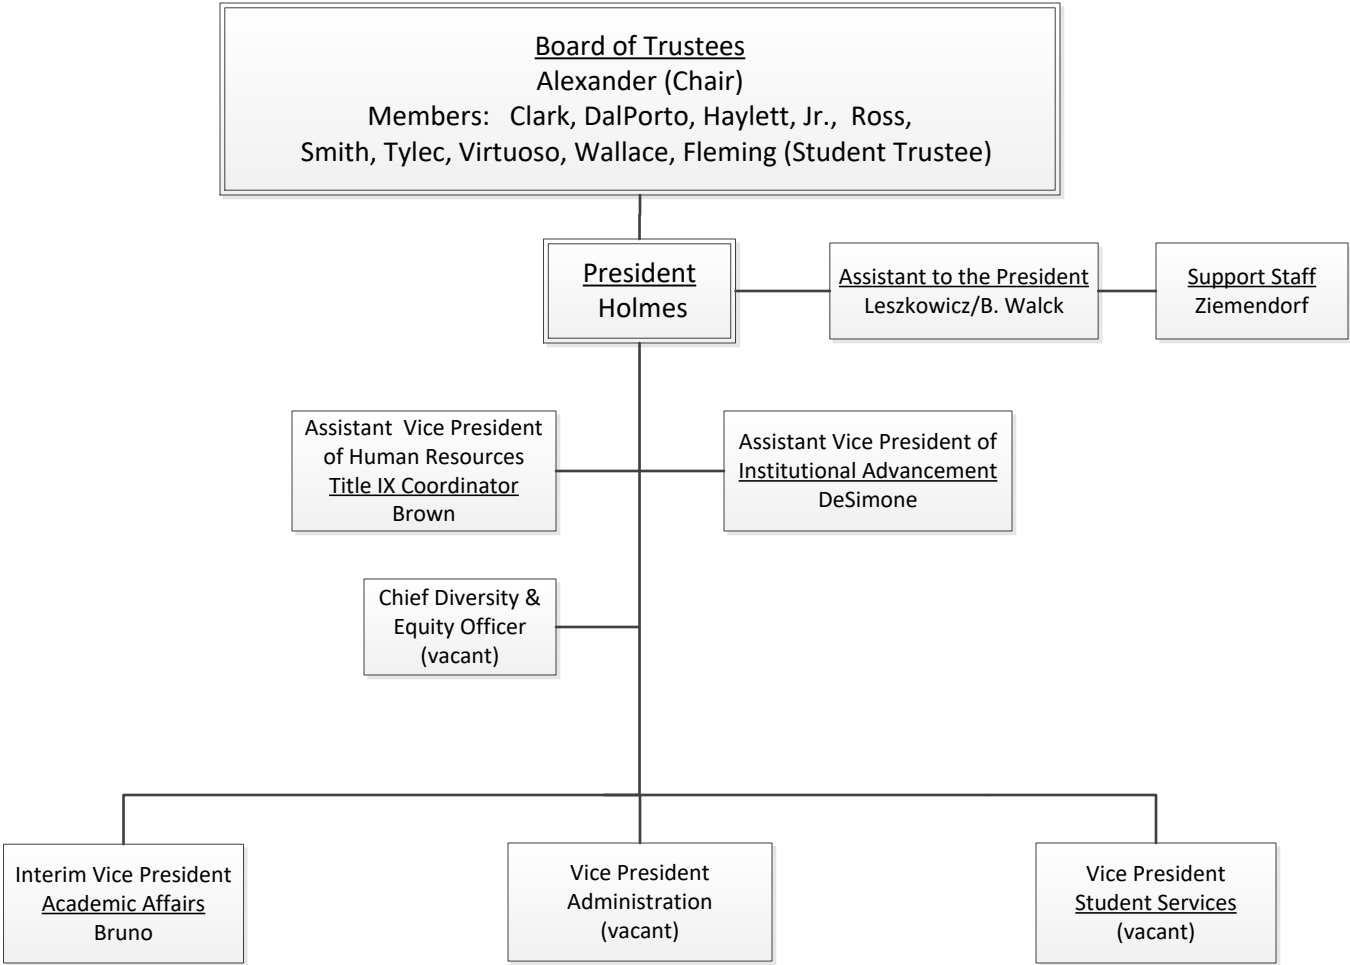 Board of Trustees
Alexander (Chair)
Members: Clark, DalPorto, Haylett, Jr., Ross,
Smith, Tylec, Virtuoso, Wallace, Fleming (Student Trustee)
President
Holmes
Assistant to the President
Leszkowicz/B. Walck
Support Staff
Ziemendorf
Assistant Vice President
of Human Resources
Title IX Coordinator
Brown
Assistant Vice President of
Institutional Advancement
DeSimone
Chief Diversity &
Equity Officer
(vacant)
Interim Vice President
Academic Affairs
Bruno
Vice President
Administration
(vacant)
Vice President
Student Services
(vacant)